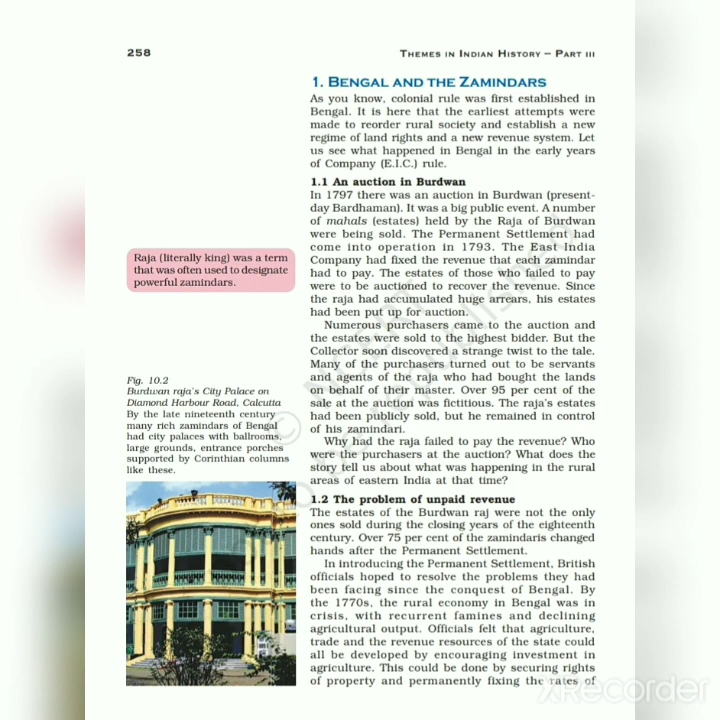 258
THEMES IN INDIAN HISTORY – PART III
1. BENGAL AND THE ZAMINDARS
As you know, colonial rule was first established in
Bengal. It is here that the earliest attempts were
made to reorder rural society and establish a new
regime of land rights and a new revenue system. Let
us see what happened in Bengal in the early years
of Company (E.I.C.) rule.
1.1 An auction in Burdwan
In 1797 there was an auction in Burdwan (present-
day Bardhaman). It was a big public event. A number
of mahals (estates) held by the Raja of Burdwan
were being sold. The Permanent Settlement had
come into operation in 1793. The East India
Company had fixed the revenue that each zamindar
had to pay. The estates of those who failed to pay
were to be auctioned to recover the revenue. Since
the raja had accumulated huge arrears, his estates
had been put up for auction.
Numerous purchasers came to the auction and
the estates were sold to the highest bidder. But the
Collector soon discovered a strange twist to the tale.
Many of the purchasers turned out to be servants
and agents of the raja who had bought the lands
on behalf of their master. Over 95 per cent of the
sale at the auction was fictitious. The raja's estates
had been publicly sold, but he remained in control
of his zamindari.
Why had the raja failed to pay the revenue? Who
were the purchasers at the auction? What does the
story tell us about what was happening in the rural
areas of eastern India at that time?
1.2 The problem of unpaid revenue
The estates of the Burdwan raj were not the only
ones sold during the closing years of the eighteenth
century. Over 75 per cent of the zamindaris changed
hands after the Permanent Settlement.
In introducing the Permanent Settlement, British
officials hoped to resolve the problems they had
been facing since the conquest of Bengal. By
the 1770s, the rural economy in Bengal was in
crisis, with recurrent famines and declining
agricultural output. Officials felt that agriculture,
trade and the revenue resources of the state could
all be developed by encouraging investment in
agriculture. This could be done by securing rights
of property and permanently fixing the rates of
Raja (literally king) was a term
that was often used to designate
powerful zamindars.
Fig. 10.2
Burdwan raja's City Palace on
Diamond Harbour Road, Calcutta
By the late nineteenth century
many rich zamindars of Bengal
had city palaces with ballrooms,
large grounds, entrance porches
supported by Corinthian columns
like these.
© NCERT
XRecorder